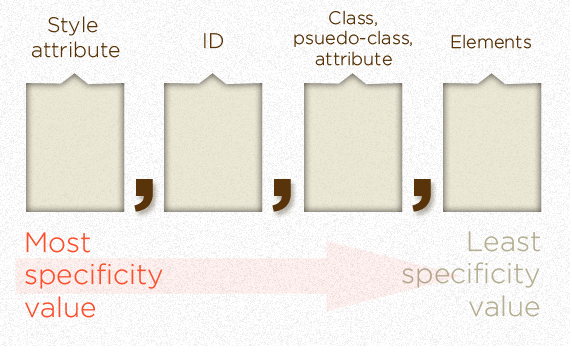 Style
attribute
ID
Class,
psuedo-class,
attribute
Elements
, , ,
Most
specificity
value
Least
specificity
value